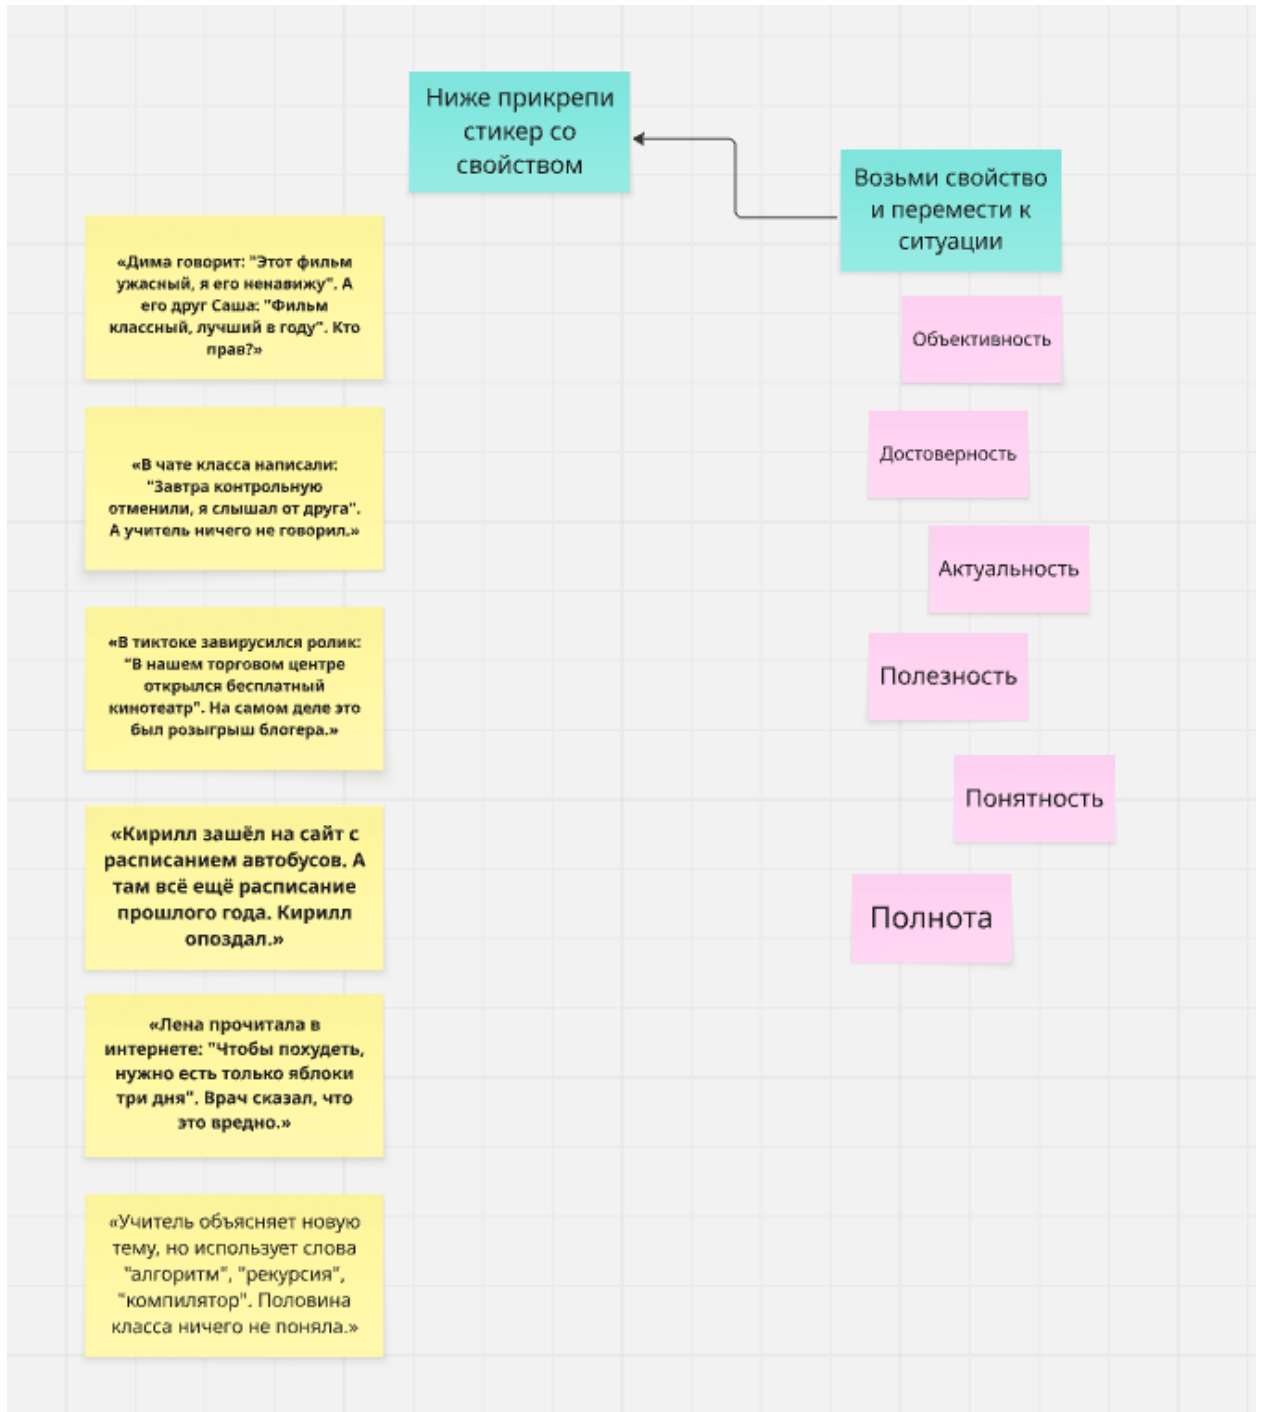 Ниже прикрепи
стикер со
свойством
Возьми свойство
и перемести к
ситуации
«Дима говорит: "Этот фильм
ужасный, я его ненавижу". А
его друг Саша: "Фильм
классный, лучший в году". Кто
прав?»
Объективность
«В чате класса написали:
"Завтра контрольную
отменили, я слышал от друга".
А учитель ничего не говорил.»
Достоверность
Актуальность
«В тиктоке завирусился ролик:
"В нашем торговом центре
открылся бесплатный
кинотеатр". На самом деле это
был розыгрыш блогера.»
Полезность
Понятность
«Кирилл зашёл на сайт с
расписанием автобусов. А
там всё ещё расписание
прошлого года. Кирилл
опоздал.»
Полнота
«Лена прочитала в
интернете: "Чтобы похудеть,
нужно есть только яблоки
три дня". Врач сказал, что
это вредно.»
«Учитель объясняет новую
тему, но использует слова
"алгоритм", "рекурсия",
"компилятор". Половина
класса ничего не поняла.»